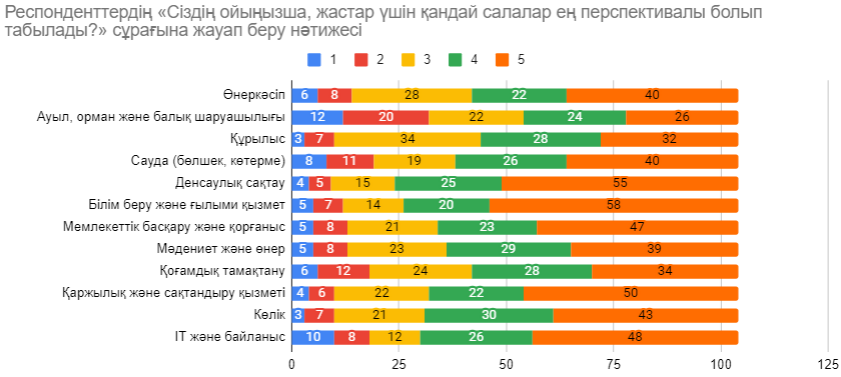 Респонденттердің «Сіздің ойыңызша, жастар үшін қандай салалар ең перспективалы болып
табылады?» сұрағына жауап беру нәтижесі
1 2 3 4 5
Өнеркәсіп 6 8 28 22 40
Ауыл, орман және балық шаруашылығы 12 20 22 24 26
Құрылыс 3 7 34 28 32
Сауда (бөлшек, көтерме) 8 11 19 26 40
Денсаулық сақтау 4 5 15 25 55
Білім беру және ғылыми қызмет 5 7 14 20 58
Мемлекеттік басқару және қорғаныс 5 8 21 23 47
Мәдениет және өнер 5 8 23 29 39
Қоғамдық тамақтану 6 12 24 28 34
Қаржылық және сақтандыру қызметі 4 6 22 22 50
Көлік 3 7 21 30 43
IT және байланыс 10 8 12 26 48
0 25 50 75 100 125